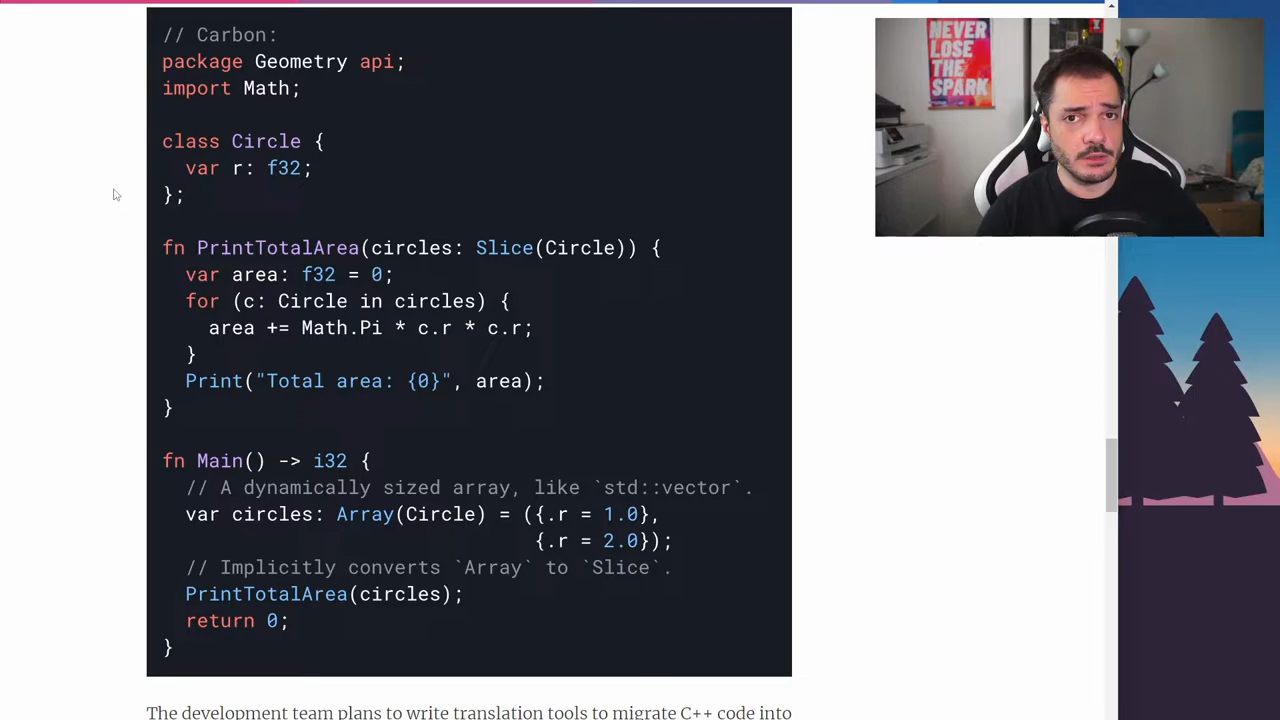 // Carbon:
package Geometry api;
import Math;
class Circle {
var r: f32;
};
fn PrintTotalArea(circles: Slice(Circle)) {
var area: f32 = 0;
for (c: Circle in circles) {
area += Math.Pi * c.r * c.r;
}
Print("Total area: {0}", area);
}
fn Main() -> i32 {
// A dynamically sized array, like `std::vector`.
var circles: Array(Circle) = ({.r = 1.0},
{.r = 2.0});
// Implicitly converts `Array` to `Slice`.
PrintTotalArea(circles);
return 0;
}
The development team plans to write translation tools to migrate C++ code into
NEVER
LOSE
THE
SPARK